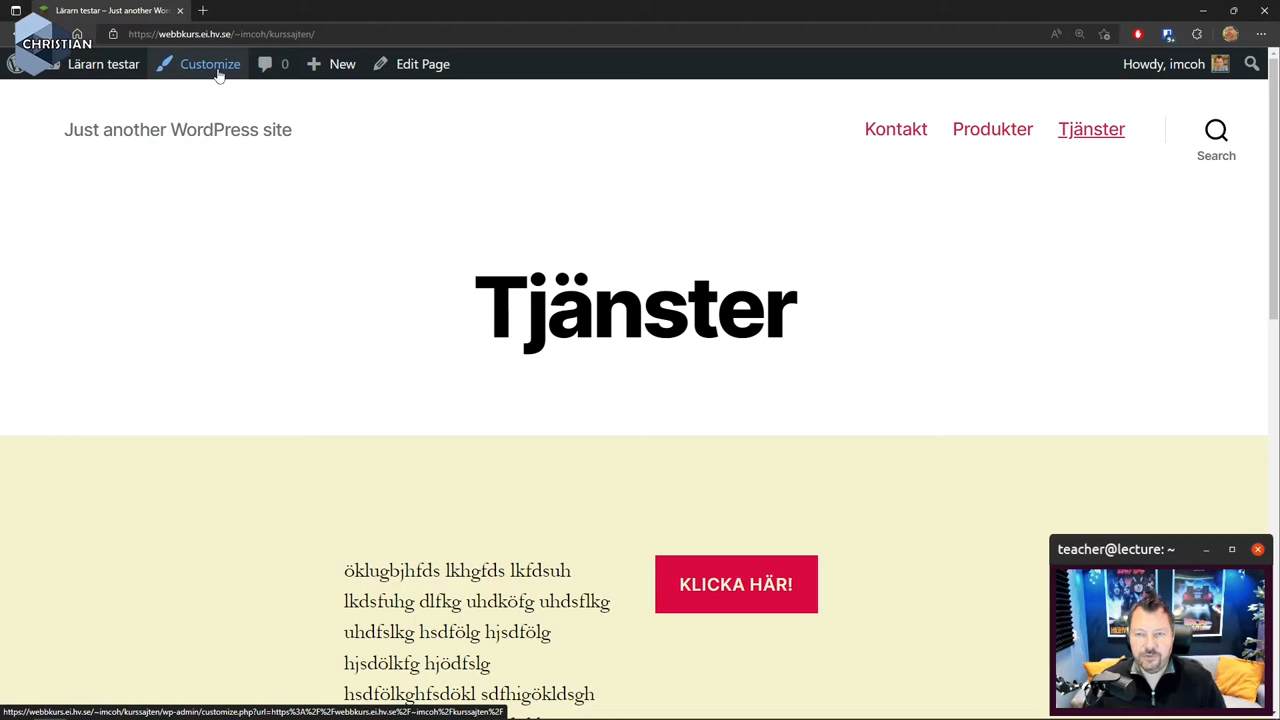 Lärarn testar – Just another Wor
CHRISTIAN
https://webbkurs.ei.hv.se/~imcoh/kurssajten/
Lärarn testar
Customize
0
New
Edit Page
Howdy, imcoh
Just another WordPress site
Kontakt
Produkter
Tjänster
Search
Tjänster
öklugbjhfds lkhgfds lkfdsuh
lkdsfuhg dlfkg uhdköfg uhdsflkg
uhdfslkg hsdfölg hjsdfölg
hjsdölkfg hjödfslg
hsdfölkghfsdökl sdfhigökldsgh
KLICKA HÄR!
teacher@lecture: ~
https://webbkurs.ei.hv.se/~imcoh/kurssajten/wp-admin/customize.php?url=https%3A%2F%2Fwebbkurs.ei.hv.se%2F~imcoh%2Fkurssajten%2F